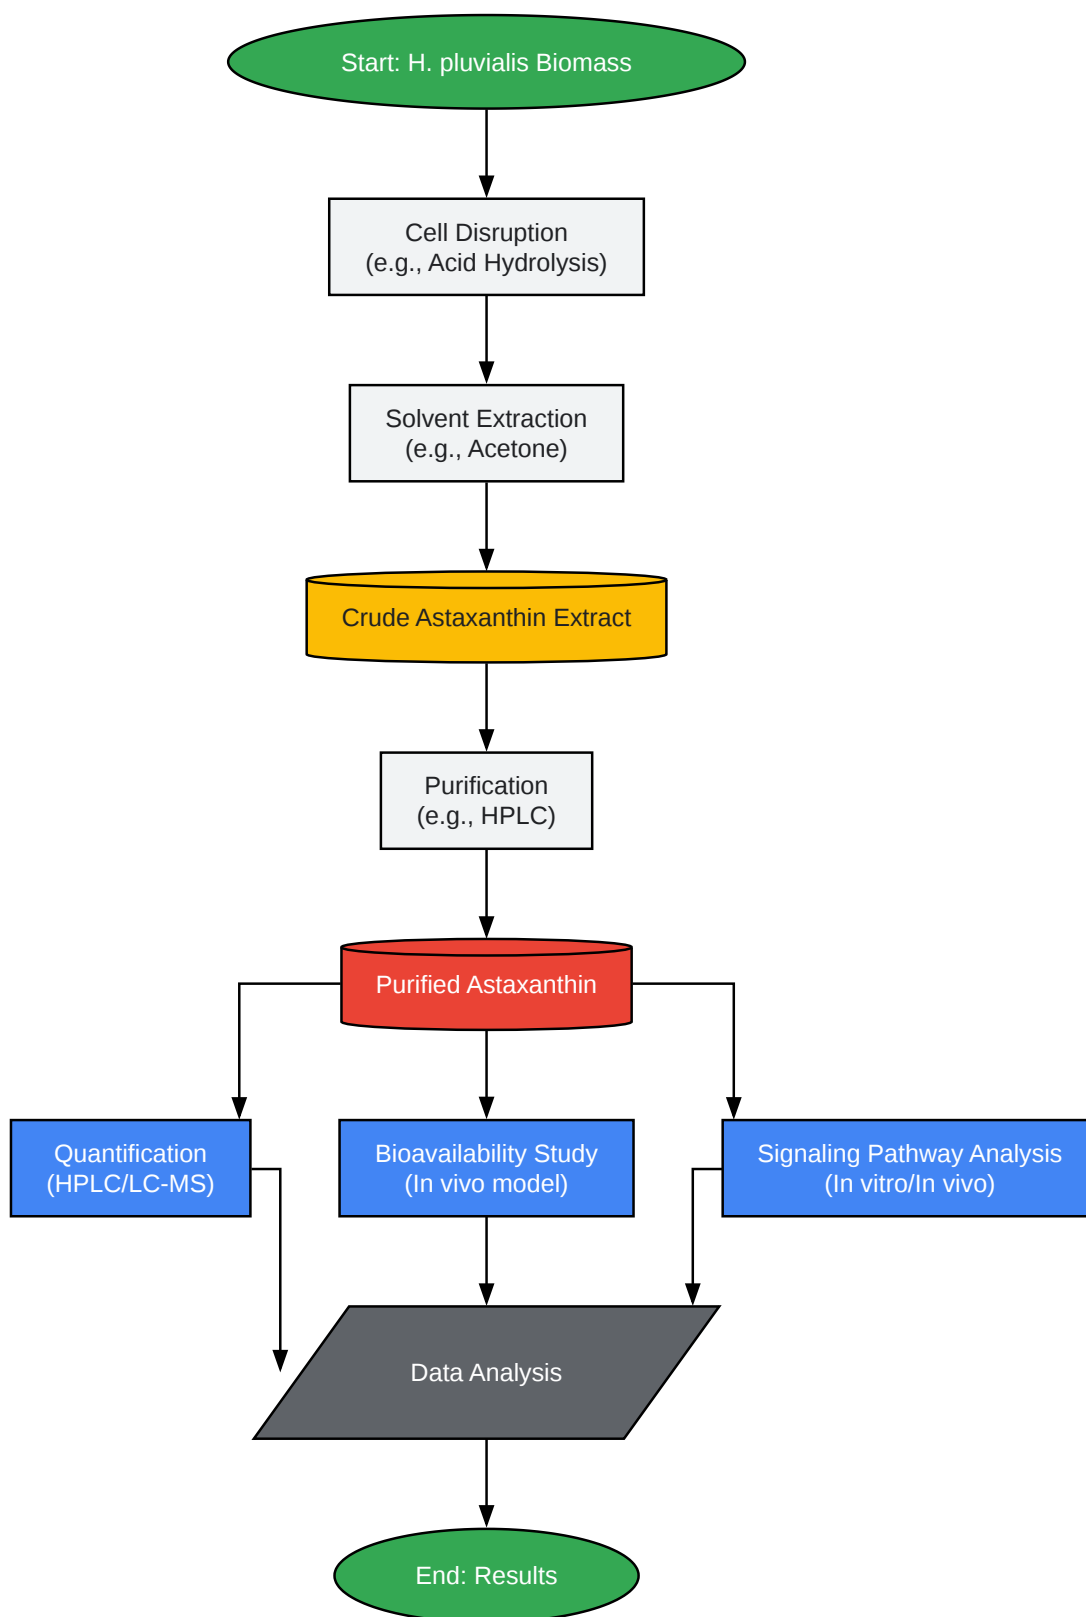 Start: H. pluvialis Biomass
Cell Disruption
(e.g., Acid Hydrolysis)
Solvent Extraction
(e.g., Acetone)
Crude Astaxanthin Extract
Purification
(e.g., HPLC)
Purified Astaxanthin
Quantification
(HPLC/LC-MS)
Bioavailability Study
(In vivo model)
Signaling Pathway Analysis
(In vitro/In vivo)
Data Analysis
End: Results